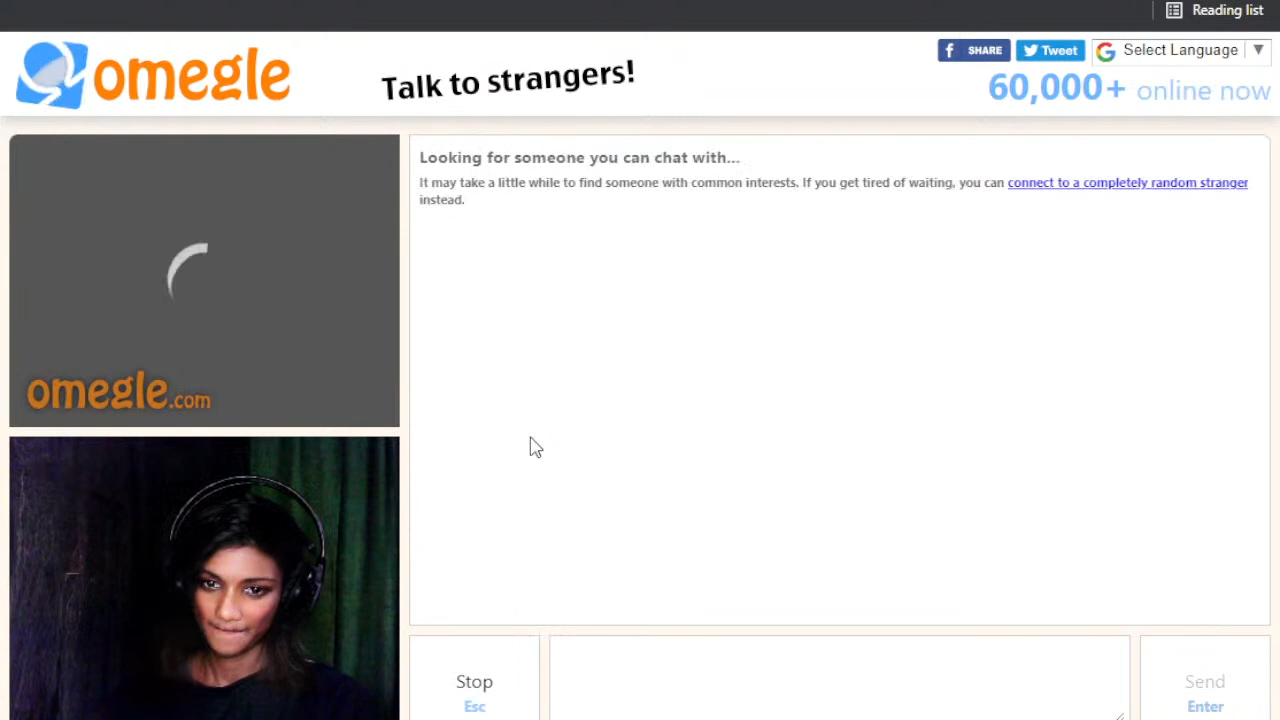 Reading list
omegle
Talk to strangers!
SHARE
Tweet
Select Language ▼
60,000+ online now
Looking for someone you can chat with...
It may take a little while to find someone with common interests. If you get tired of waiting, you can connect to a completely random stranger
instead.
omegle.com
Stop
Esc
Send
Enter